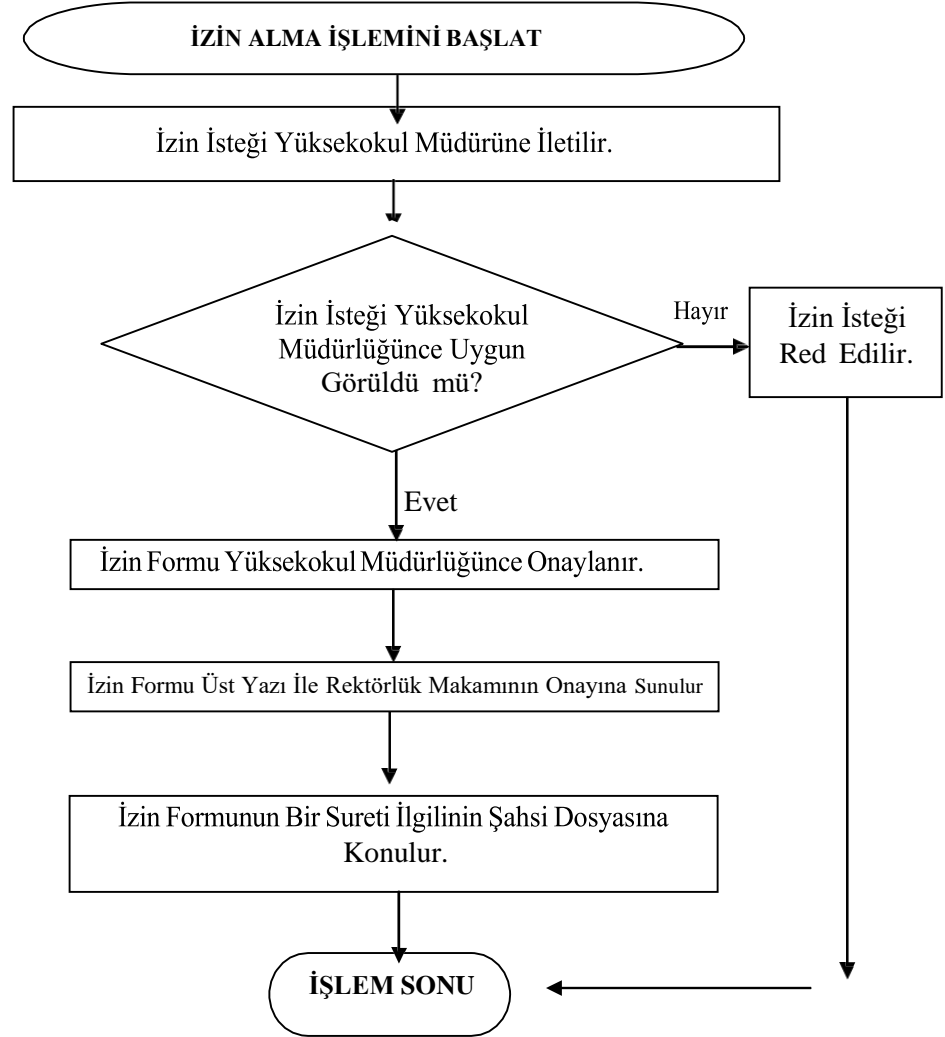 İZİN ALMA İŞLEMİNİ BAŞLAT
İzin İsteği Yüksekokul Müdürüne İletilir.
İzin İsteği Yüksekokul
Müdürlüğünce Uygun
Görüldü mü?
Hayır
İzin İsteği
Red Edilir.
Evet
İzin Formu Yüksekokul Müdürlüğünce Onaylanır.
İzin Formu Üst Yazı İle Rektörlük Makamının Onayına Sunulur
İzin Formunun Bir Sureti İlgilinin Şahsi Dosyasına
Konulur.
İŞLEM SONU